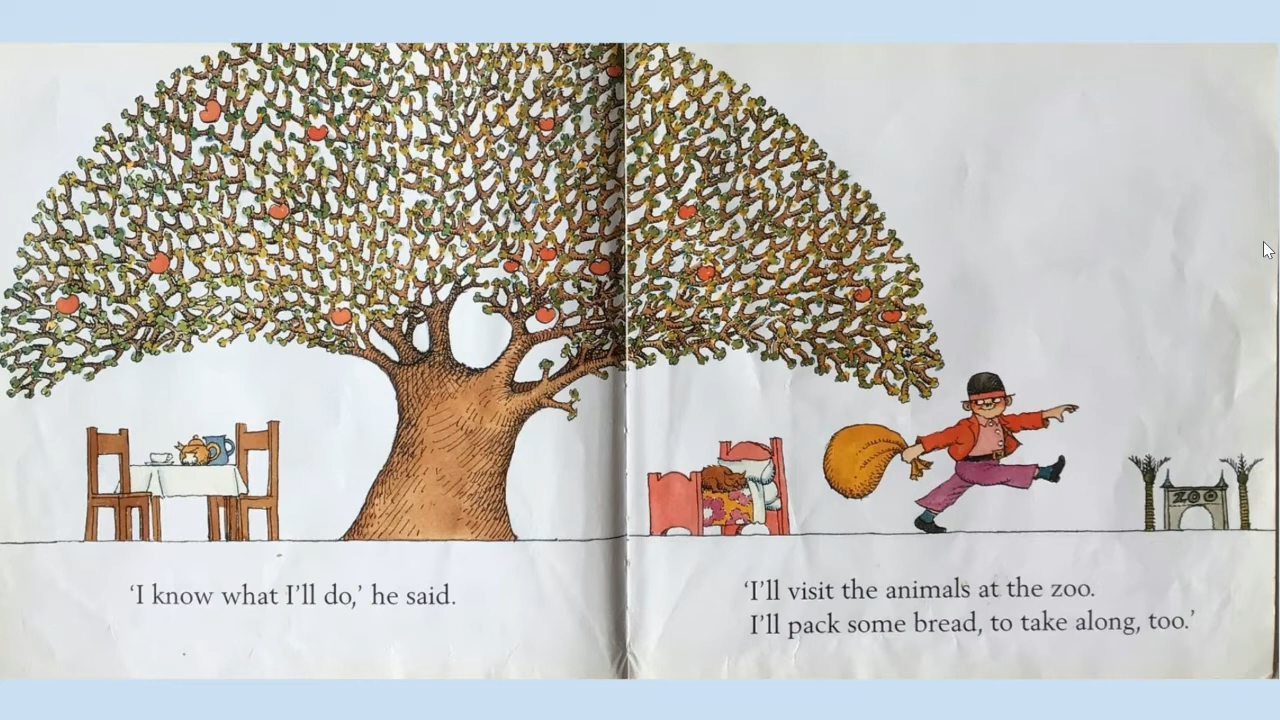 ZOO
‘I know what I’ll do,’ he said.
‘I’ll visit the animals at the zoo.
I’ll pack some bread, to take along, too.’